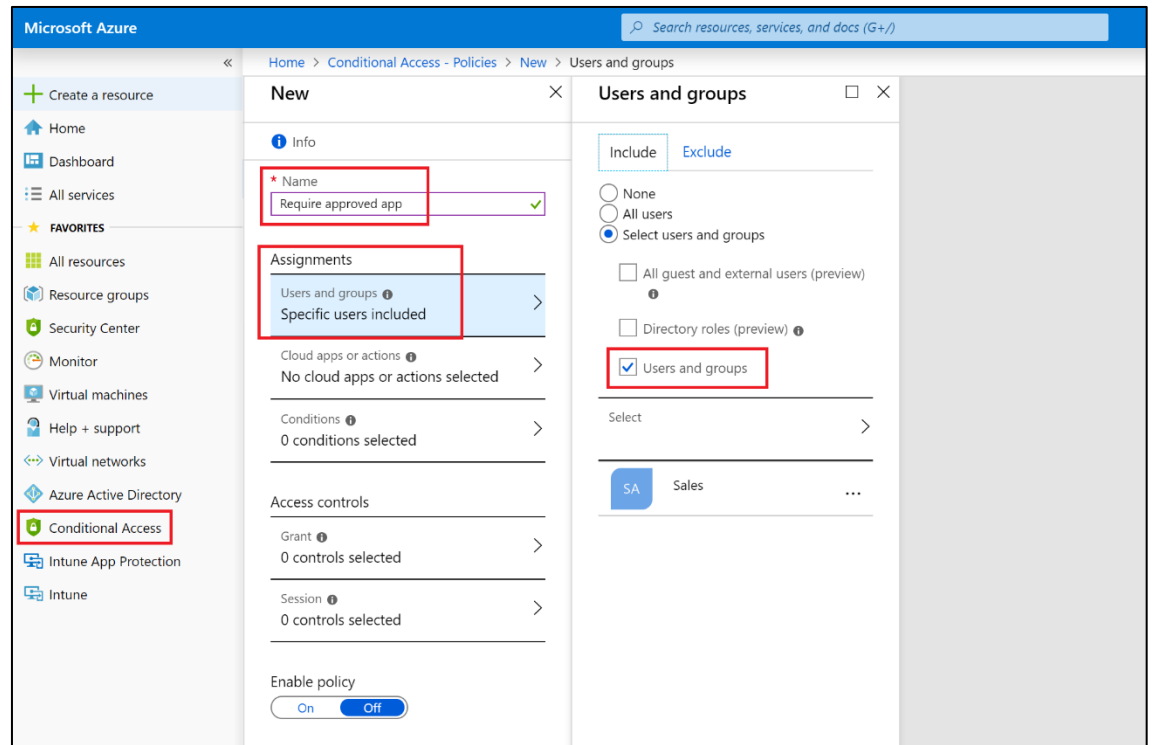 Microsoft Azure
Search resources, services, and docs (G+/)
«
Home > Conditional Access - Policies > New > Users and groups
Create a resource
Home
Dashboard
All services
FAVORITES
All resources
Resource groups
Security Center
Monitor
Virtual machines
Help + support
Virtual networks
Azure Active Directory
Conditional Access
Intune App Protection
Intune
New
Info
* Name
Require approved app
Assignments
Users and groups
Specific users included
Cloud apps or actions
No cloud apps or actions selected
Conditions
0 conditions selected
Access controls
Grant
0 controls selected
Session
0 controls selected
Enable policy
On Off
Users and groups
Include Exclude
None
All users
Select users and groups
All guest and external users (preview)
Directory roles (preview)
Users and groups
Select
SA Sales ...